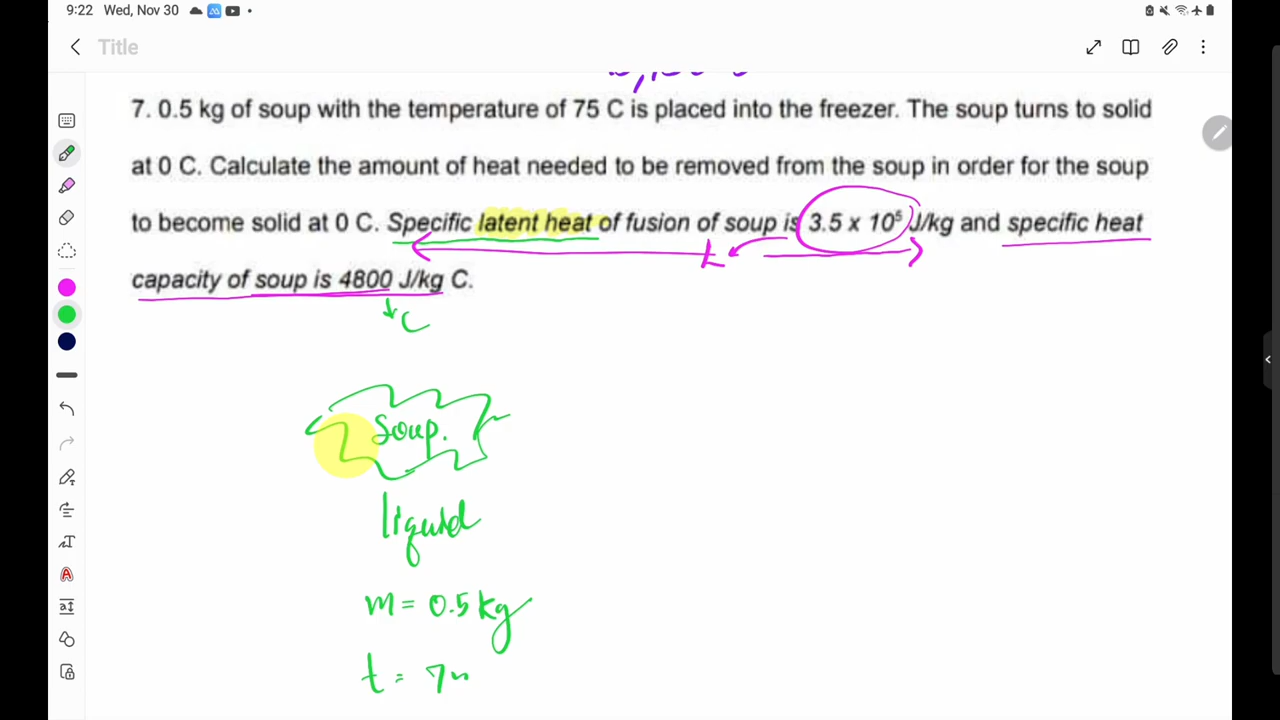 9:22 Wed, Nov 30
Title
7. 0.5 kg of soup with the temperature of 75 C is placed into the freezer. The soup turns to solid
at 0 C. Calculate the amount of heat needed to be removed from the soup in order for the soup
to become solid at 0 C. Specific latent heat of fusion of soup is 3.5 x 10⁵ J/kg and specific heat
L
capacity of soup is 4800 J/kg C.
C
Soup.
liquid
m = 0.5 kg
t = 7